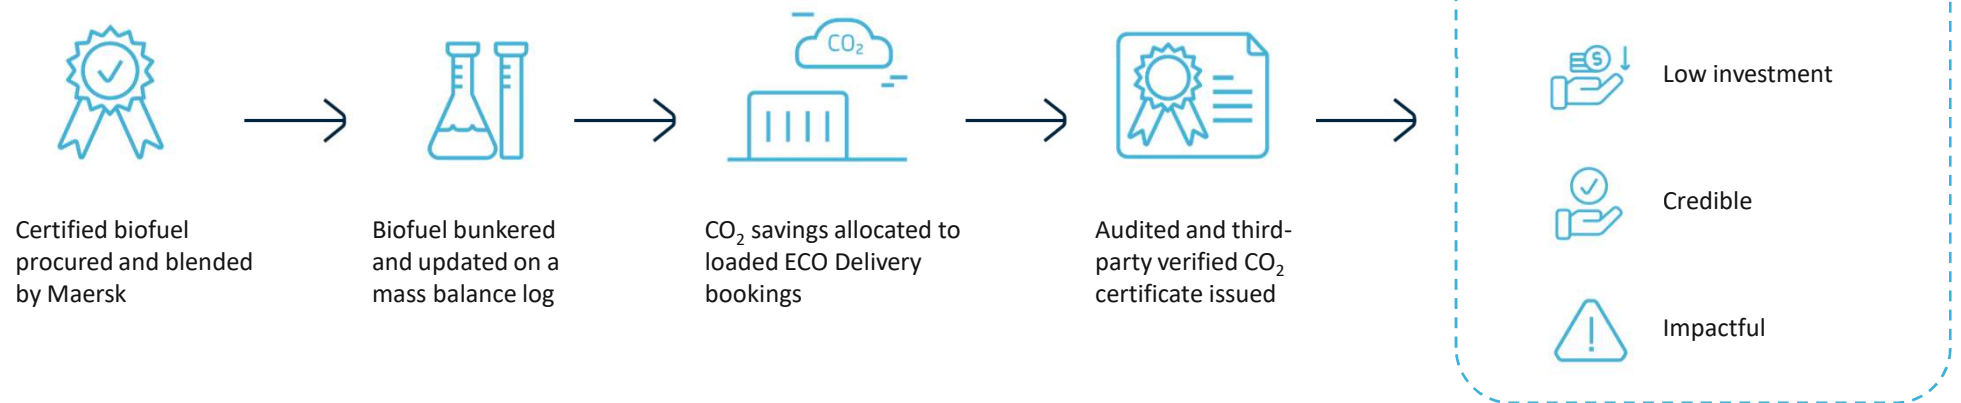 CO₂
Certified biofuel
procured and blended
by Maersk
Biofuel bunkered
and updated on a
mass balance log
CO₂ savings allocated to
loaded ECO Delivery
bookings
Audited and third-
party verified CO₂
certificate issued
$
Low investment
Credible
!
Impactful